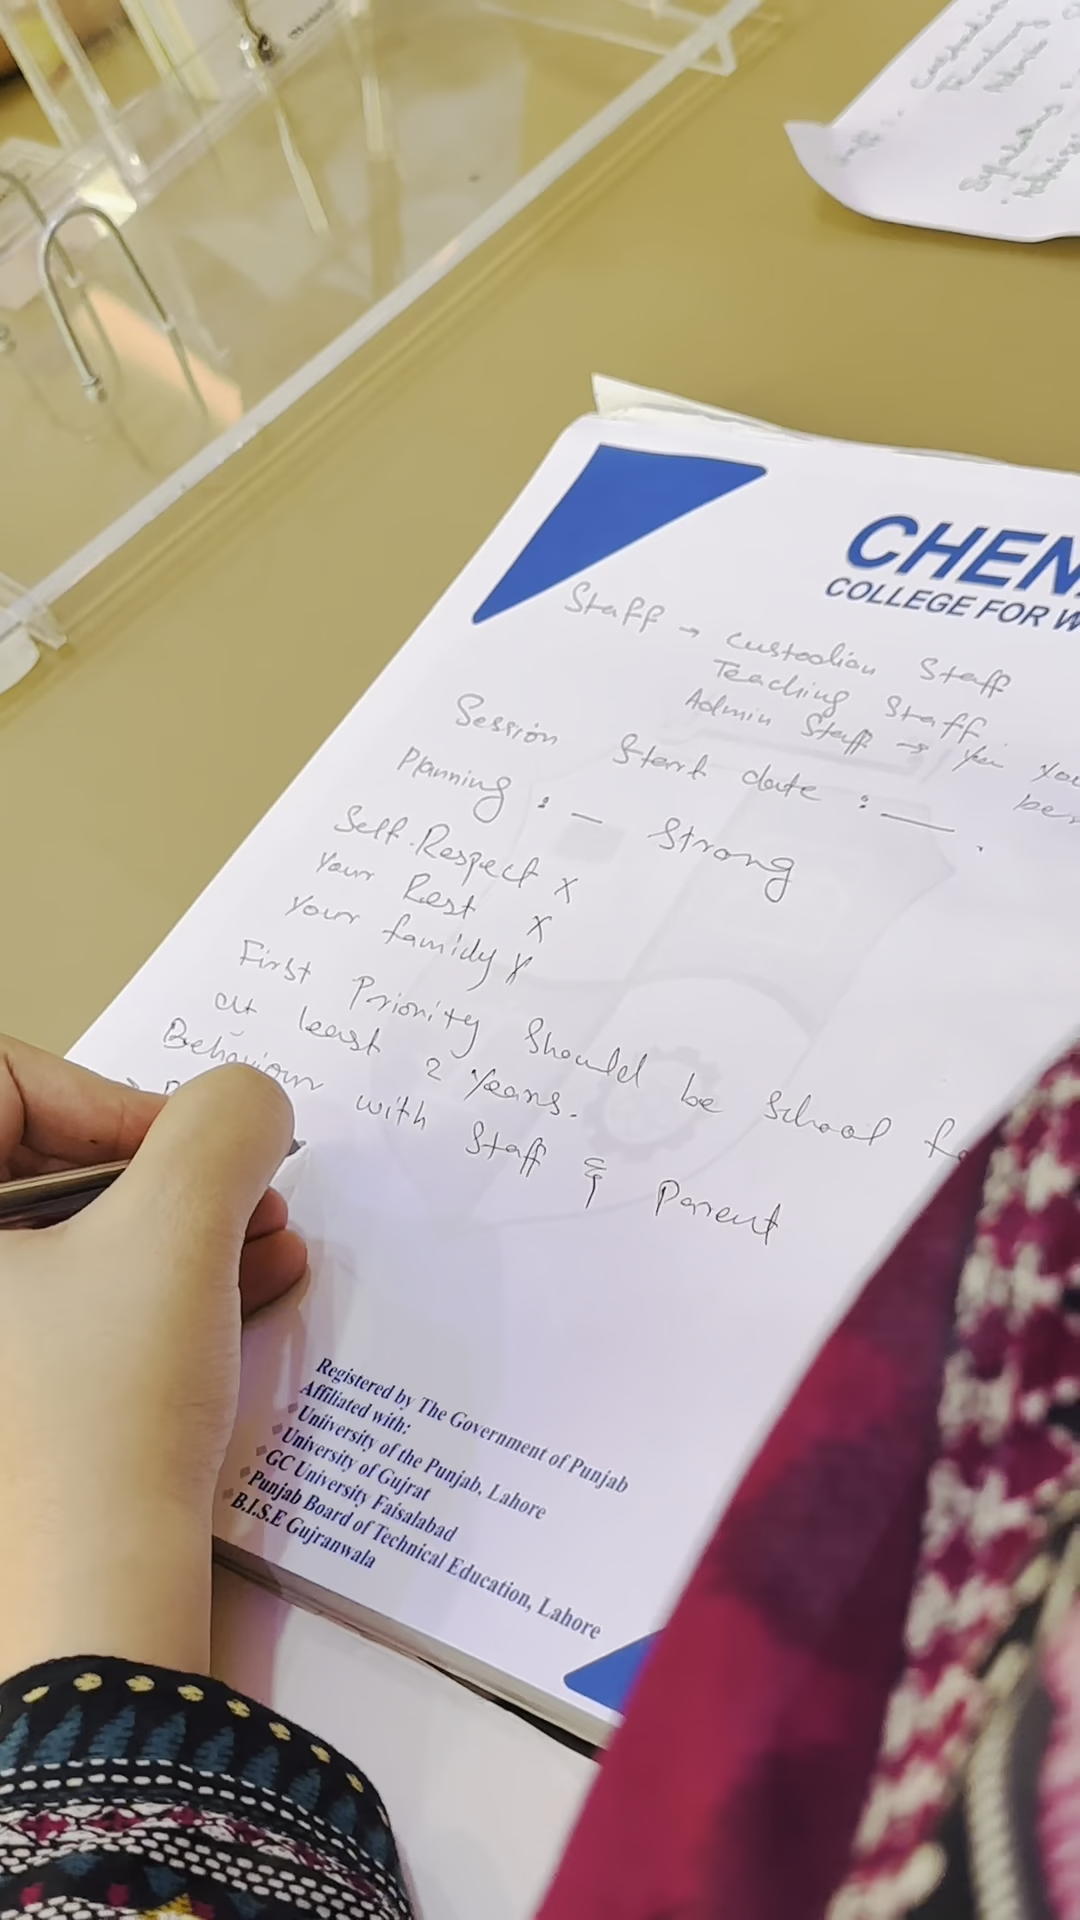 CHEN
COLLEGE FOR W
Staff → Custodian Staff
Teaching Staff
Admin Staff →
Session Start date : __ .
Planning : _ Strong
Self.Respect X
Your Rest X
Your family X
First Priority Should be School
at least 2 years.
Behaviour with Staff & Parent
Registered by The Government of Punjab
Affiliated with:
Uniiversity of the Punjab, Lahore
University of Gujrat
GC University Faisalabad
Punjab Board of Technical Education, Lahore
B.I.S.E Gujranwala